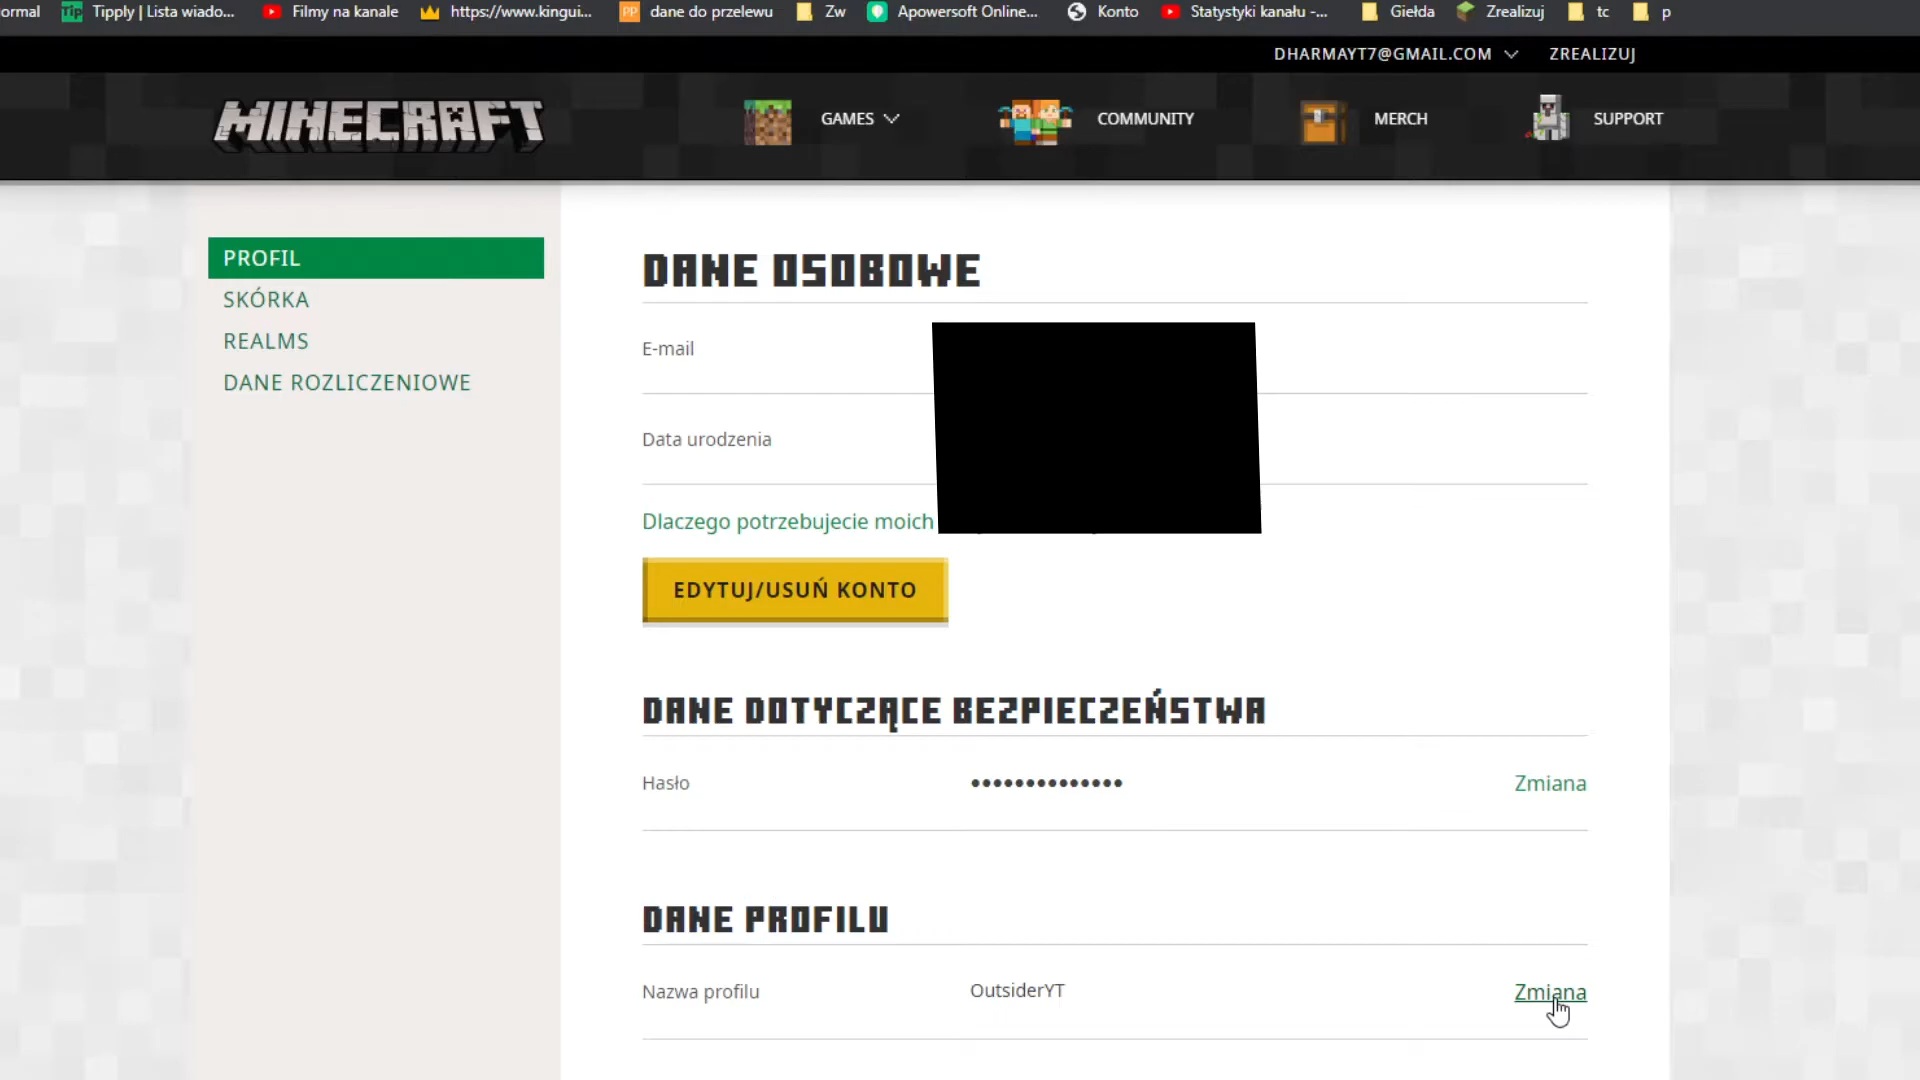 ormal
Tipply | Lista wiado...
Filmy na kanale
https://www.kingui...
dane do przelewu
Zw
Apowersoft Online...
Konto
Statystyki kanału -...
Giełda
Zrealizuj
tc
p
DHARMAYT7@GMAIL.COM
ZREALIZUJ
MINECRAFT
GAMES
COMMUNITY
MERCH
SUPPORT
PROFIL
SKÓRKA
REALMS
DANE ROZLICZENIOWE
DANE OSOBOWE
E-mail
Data urodzenia
Dlaczego potrzebujecie moich
EDYTUJ/USUŃ KONTO
DANE DOTYCZĄCE BEZPIECZEŃSTWA
Hasło
••••••••••••••
Zmiana
DANE PROFILU
Nazwa profilu
OutsiderYT
Zmiana